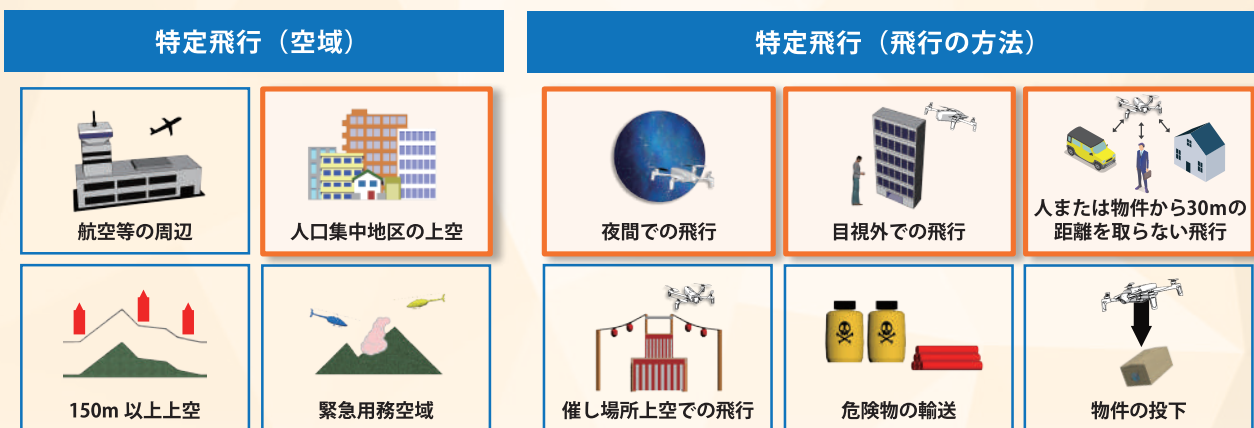 特定飛行（空域）
特定飛行（飛行の方法）
航空等の周辺
人口集中地区の上空
夜間での飛行
目視外での飛行
人または物件から30mの
距離を取らない飛行
150m 以上上空
緊急用務空域
催し場所上空での飛行
危険物の輸送
物件の投下